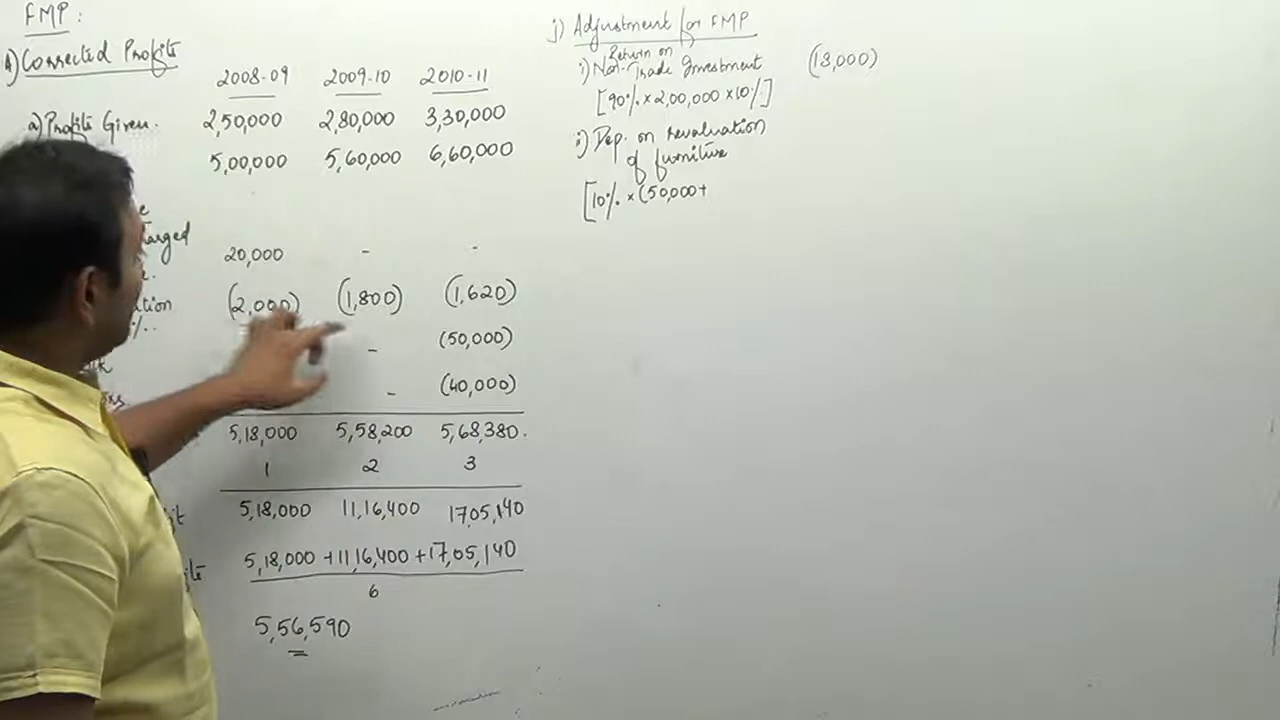 FMP:
A) Corrected Profits
2008-09 2009-10 2010-11
a) Profits Given. 2,50,000 2,80,000 3,30,000
5,00,000 5,60,000 6,60,000
20,000 - -
(2,000) (1,800) (1,620)
- (50,000)
- (40,000)
5,18,000 5,58,200 5,68,380.
1 2 3
5,18,000 11,16,400 17,05,140
5,18,000 + 11,16,400 + 17,05,140
6
5,56,590
j) Adjustment for FMP
Return on
i) Non-Trade Investment (18,000)
[90% x 2,00,000 x 10%]
ii) Dep. on revaluation
of furniture
[10% x (50,000 +